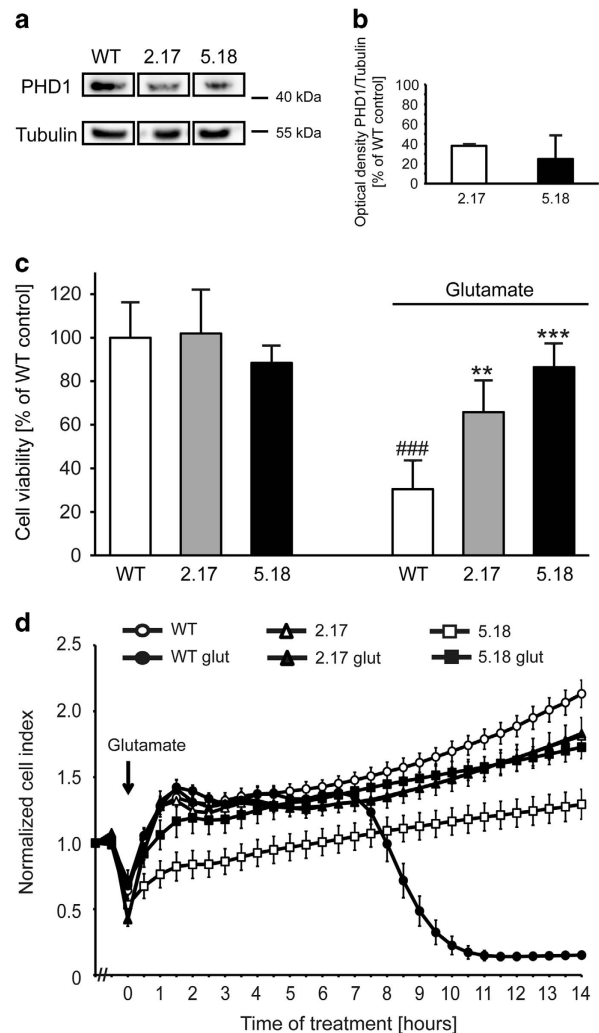 a
WT 2.17 5.18
PHD1
40 kDa
Tubulin
55 kDa
b
Optical density PHD1/Tubulin
[% of WT control]
100
80
60
40
20
0
2.17 5.18
c
Cell viability [% of WT control]
120
100
80
60
40
20
0
Glutamate
###
**
***
WT 2.17 5.18 WT 2.17 5.18
d
WT 2.17 5.18
WT glut 2.17 glut 5.18 glut
Glutamate
Normalized cell index
2.5
2.0
1.5
1.0
0.5
0
0 1 2 3 4 5 6 7 8 9 10 11 12 13 14
Time of treatment [hours]